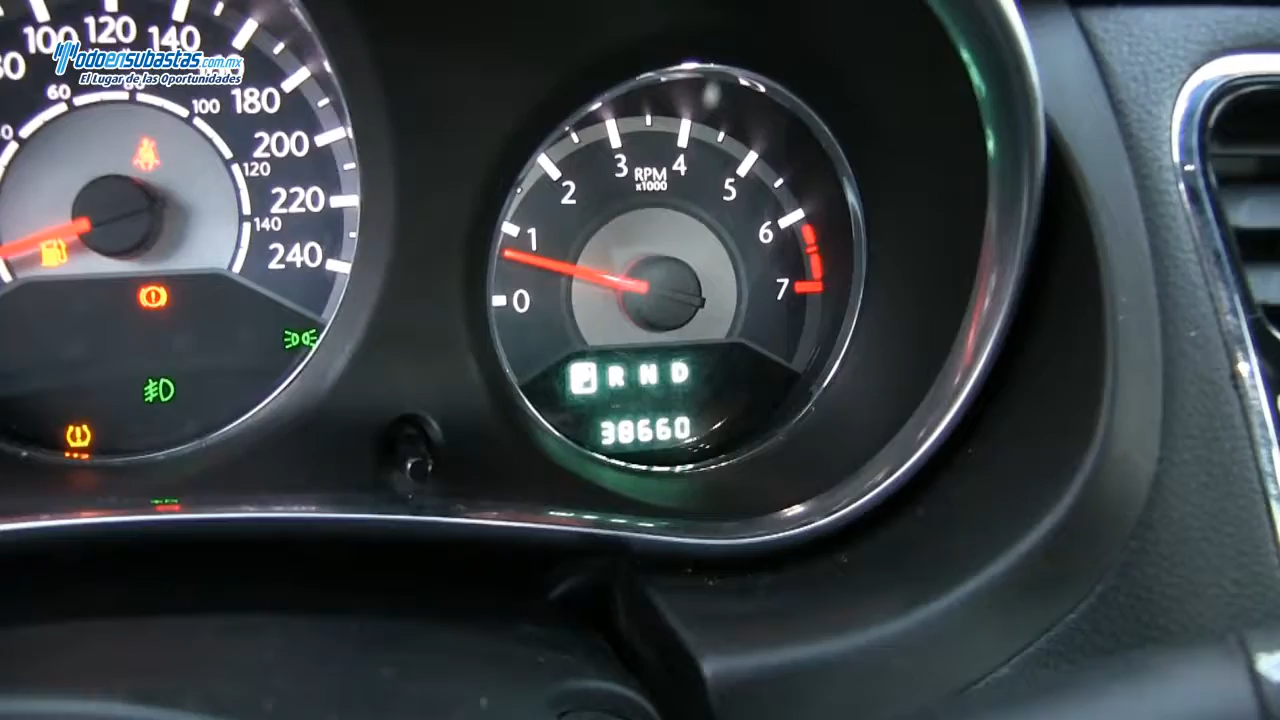 Todoensubastas.com.mx
El Lugar de las Oportunidades
80 100 120 140
180
200
220
240
60
100
120
140
0 1 2 3 4 5 6 7
RPM
x1000
P R N D
38660